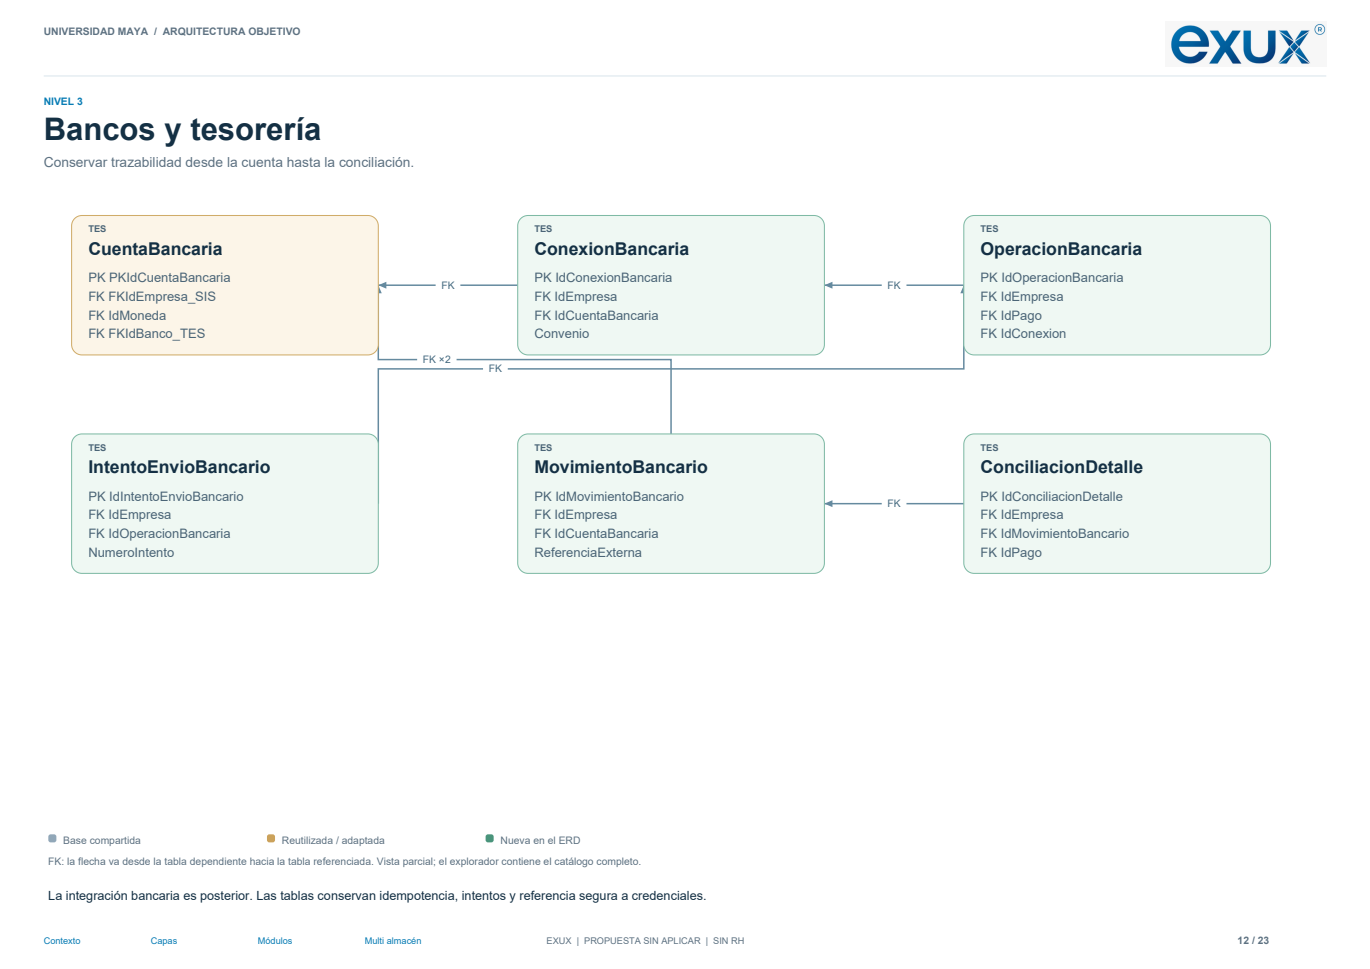 UNIVERSIDAD MAYA / ARQUITECTURA OBJETIVO
exux®
NIVEL 3
Bancos y tesorería
Conservar trazabilidad desde la cuenta hasta la conciliación.
TES
CuentaBancaria
PK PKIdCuentaBancaria
FK FKIdEmpresa_SIS
FK IdMoneda
FK FKIdBanco_TES
FK
TES
ConexionBancaria
PK IdConexionBancaria
FK IdEmpresa
FK IdCuentaBancaria
Convenio
FK
TES
OperacionBancaria
PK IdOperacionBancaria
FK IdEmpresa
FK IdPago
FK IdConexion
FK ×2
FK
TES
IntentoEnvioBancario
PK IdIntentoEnvioBancario
FK IdEmpresa
FK IdOperacionBancaria
NumeroIntento
TES
MovimientoBancario
PK IdMovimientoBancario
FK IdEmpresa
FK IdCuentaBancaria
ReferenciaExterna
FK
TES
ConciliacionDetalle
PK IdConciliacionDetalle
FK IdEmpresa
FK IdMovimientoBancario
FK IdPago
Base compartida
Reutilizada / adaptada
Nueva en el ERD
FK: la flecha va desde la tabla dependiente hacia la tabla referenciada. Vista parcial; el explorador contiene el catálogo completo.
La integración bancaria es posterior. Las tablas conservan idempotencia, intentos y referencia segura a credenciales.
Contexto
Capas
Módulos
Multi almacén
EXUX | PROPUESTA SIN APLICAR | SIN RH
12 / 23